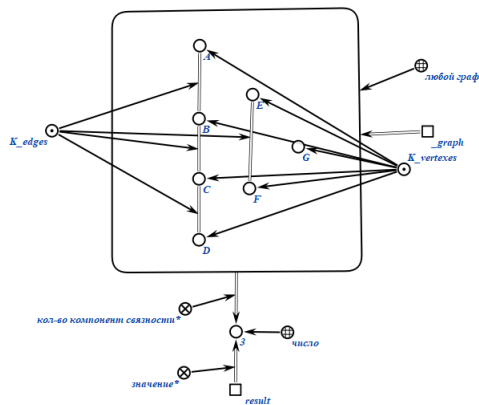 A
любой граф
E
B
_graph
K_edges
G
K_vertexes
C
F
D
кол-во компонент связности*
3
число
значение*
result